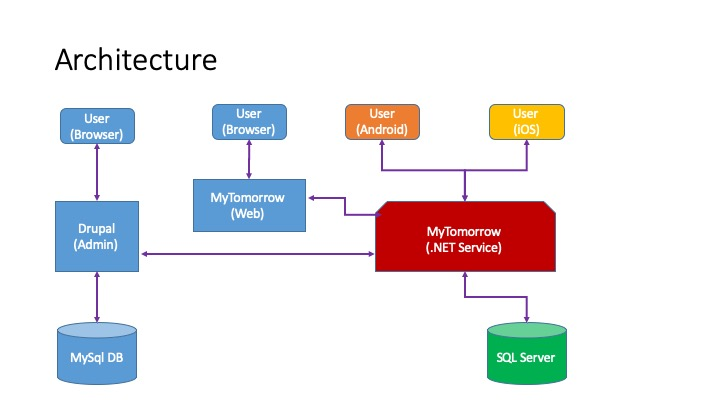 Architecture
User
(Browser)
User
(Browser)
User
(Android)
User
(iOS)
MyTomorrow
(Web)
Drupal
(Admin)
MyTomorrow
(.NET Service)
MySql DB
SQL Server